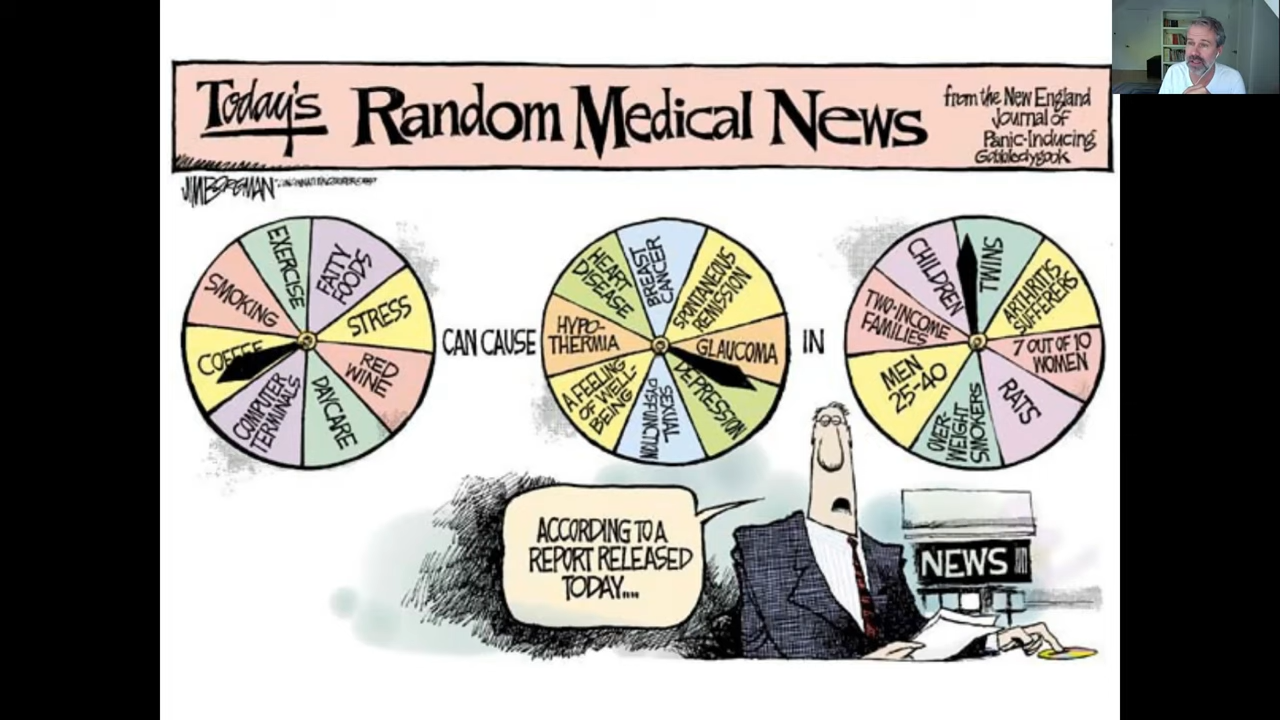 Today's
Random Medical News
from the New England
Journal of
Panic-Inducing
Gobbledygook
JIM BORGMAN
EXERCISE
FATTY
FOODS
STRESS
RED
WINE
DAYCARE
COMPUTER
TERMINALS
COFFEE
SMOKING
CAN CAUSE
HEART
DISEASE
BREAST
CANCER
SPONTANEOUS
REMISSION
GLAUCOMA
DEPRESSION
SEXUAL
DYSFUNCTION
A FEELING
OF WELL-
BEING
HYPO-
THERMIA
IN
CHILDREN
TWINS
ARTHRITIS
SUFFERERS
7 OUT OF 10
WOMEN
RATS
OVER-
WEIGHT
SMOKERS
MEN
25-40
TWO-INCOME
FAMILIES
ACCORDING TO A
REPORT RELEASED
TODAY....
NEWS